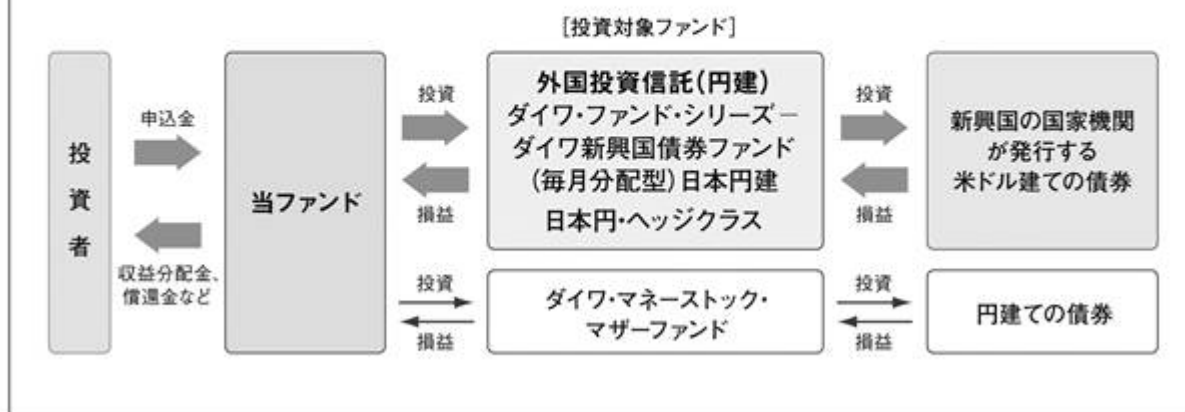 [投資対象ファンド]
投資者
申込金
収益分配金、
償還金など
当ファンド
投資
損益
外国投資信託(円建)
ダイワ・ファンド・シリーズ－
ダイワ新興国債券ファンド
(毎月分配型)日本円建
日本円・ヘッジクラス
投資
損益
新興国の国家機関
が発行する
米ドル建ての債券
投資
損益
ダイワ・マネーストック・
マザーファンド
投資
損益
円建ての債券